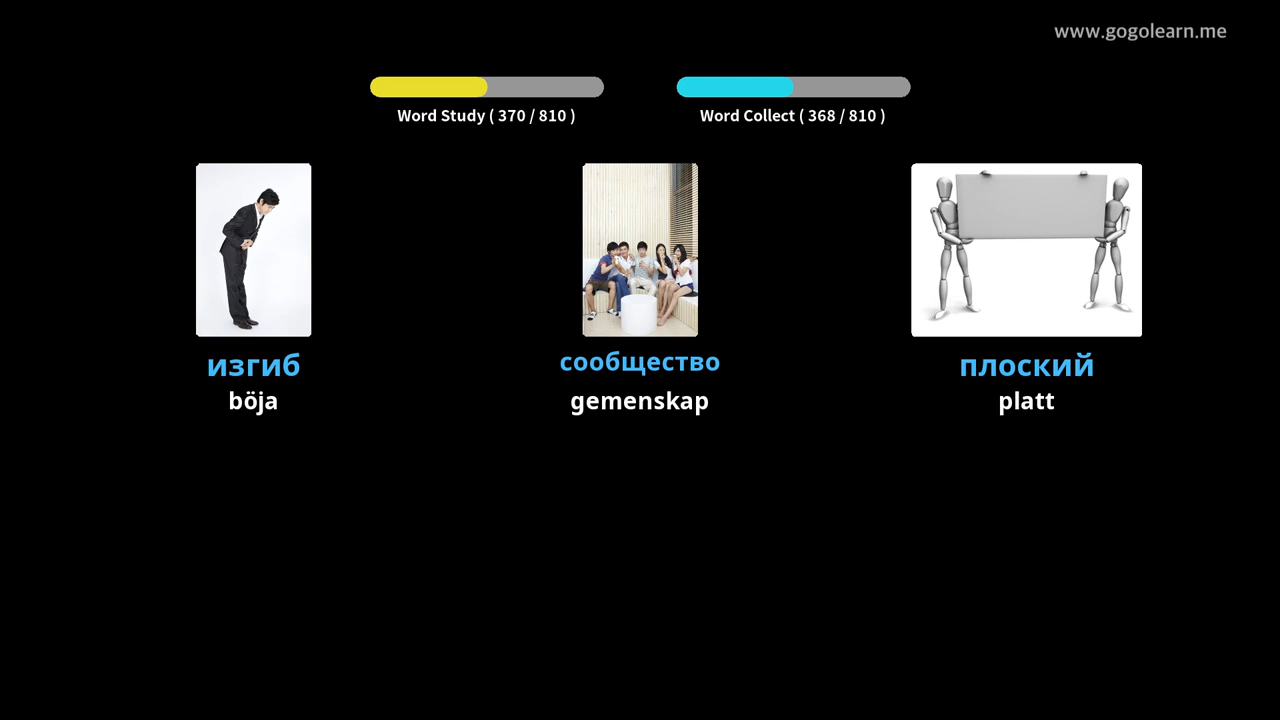 www.gogolearn.me
Word Study ( 370 / 810 )
Word Collect ( 368 / 810 )
изгиб
böja
сообщество
gemenskap
плоский
platt